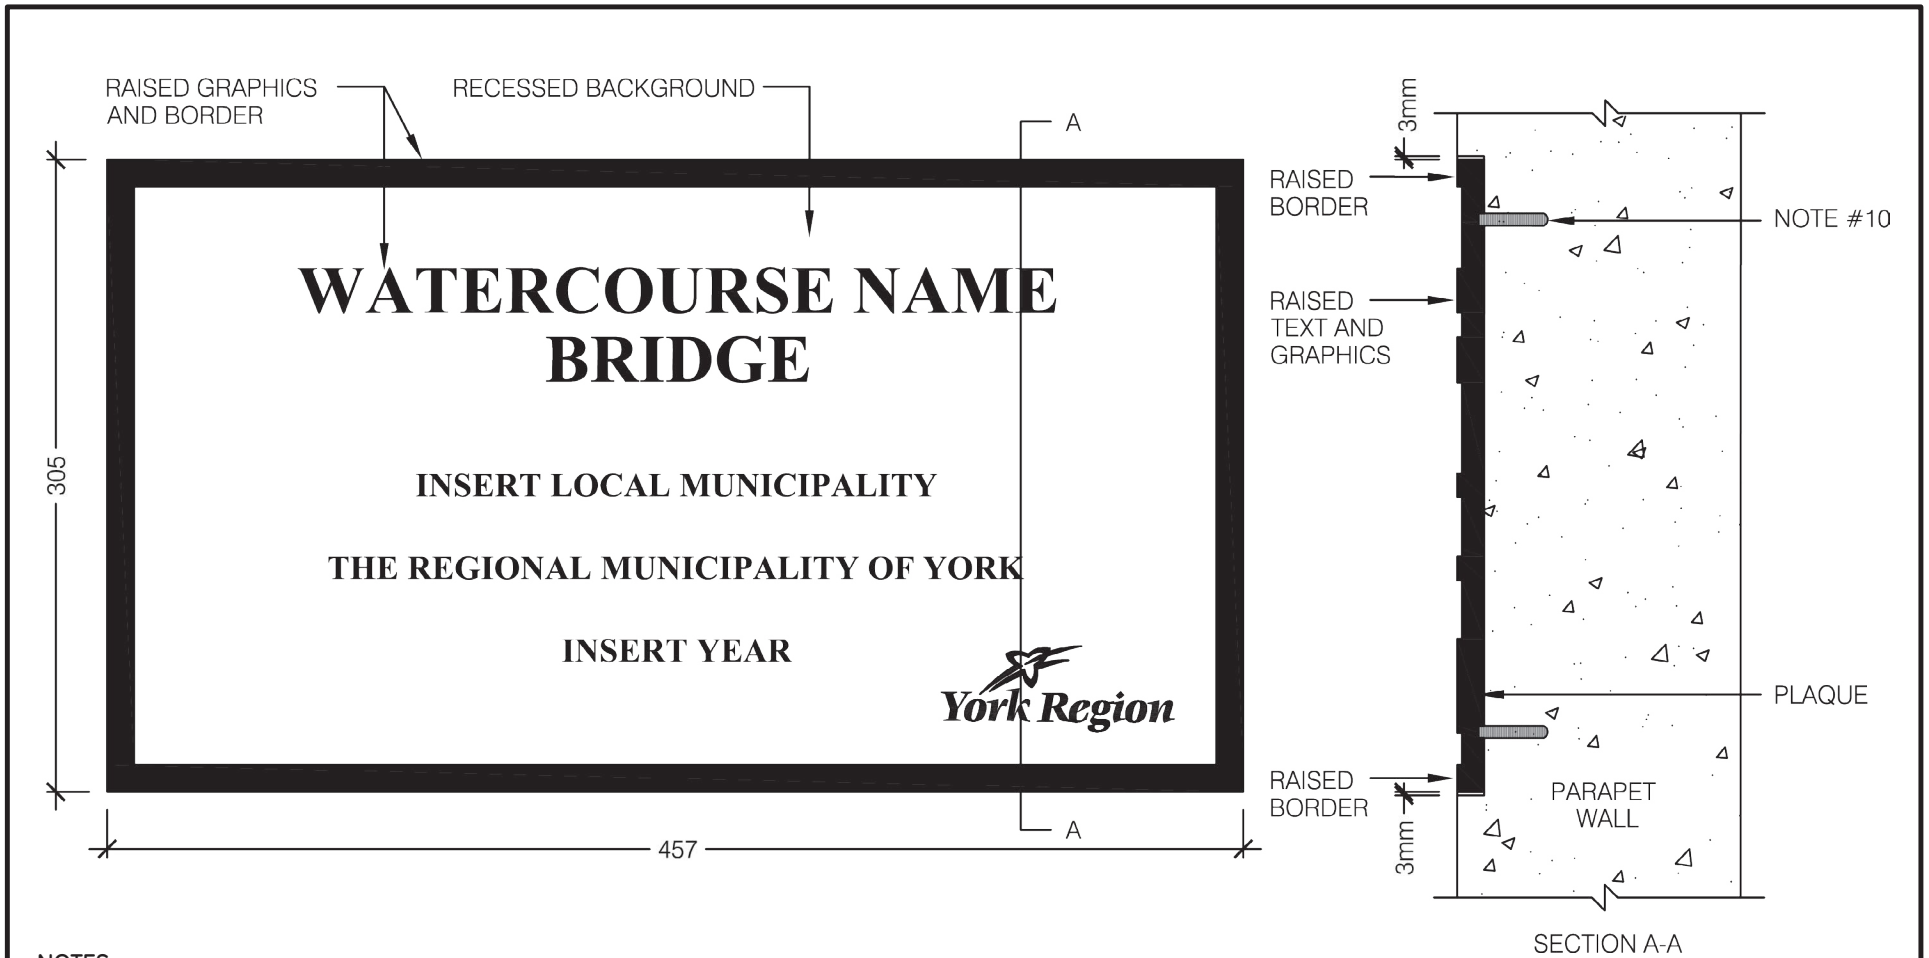 RAISED GRAPHICS
AND BORDER
RECESSED BACKGROUND
A
305
WATERCOURSE NAME
BRIDGE
INSERT LOCAL MUNICIPALITY
THE REGIONAL MUNICIPALITY OF YORK
INSERT YEAR
York Region
A
457
3mm
RAISED
BORDER
NOTE #10
RAISED
TEXT AND
GRAPHICS
PLAQUE
RAISED
BORDER
PARAPET
WALL
3mm
SECTION A-A
NOTES